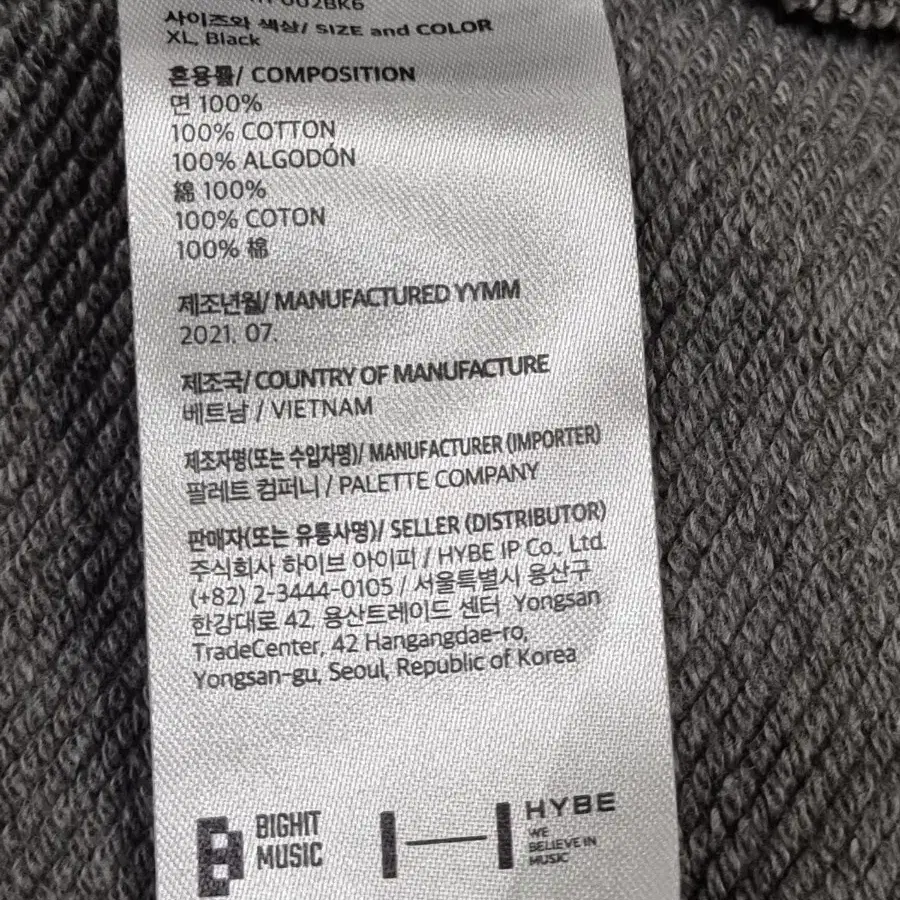 002BK6
사이즈와 색상/ SIZE and COLOR
XL, Black
혼용률/ COMPOSITION
면 100%
100% COTTON
100% ALGODÓN
綿 100%
100% COTON
100% 棉
제조년월/ MANUFACTURED YYMM
2021. 07.
제조국/ COUNTRY OF MANUFACTURE
베트남 / VIETNAM
제조자명(또는 수입자명)/ MANUFACTURER (IMPORTER)
팔레트 컴퍼니 / PALETTE COMPANY
판매자(또는 유통사명)/ SELLER (DISTRIBUTOR)
주식회사 하이브 아이피 / HYBE IP Co., Ltd.
(+82) 2-3444-0105 / 서울특별시 용산구
한강대로 42 용산트레이드 센터 Yongsan
TradeCenter, 42 Hangangdae-ro,
Yongsan-gu, Seoul, Republic of Korea
BIGHIT
MUSIC
HYBE
WE
BELIEVE IN
MUSIC